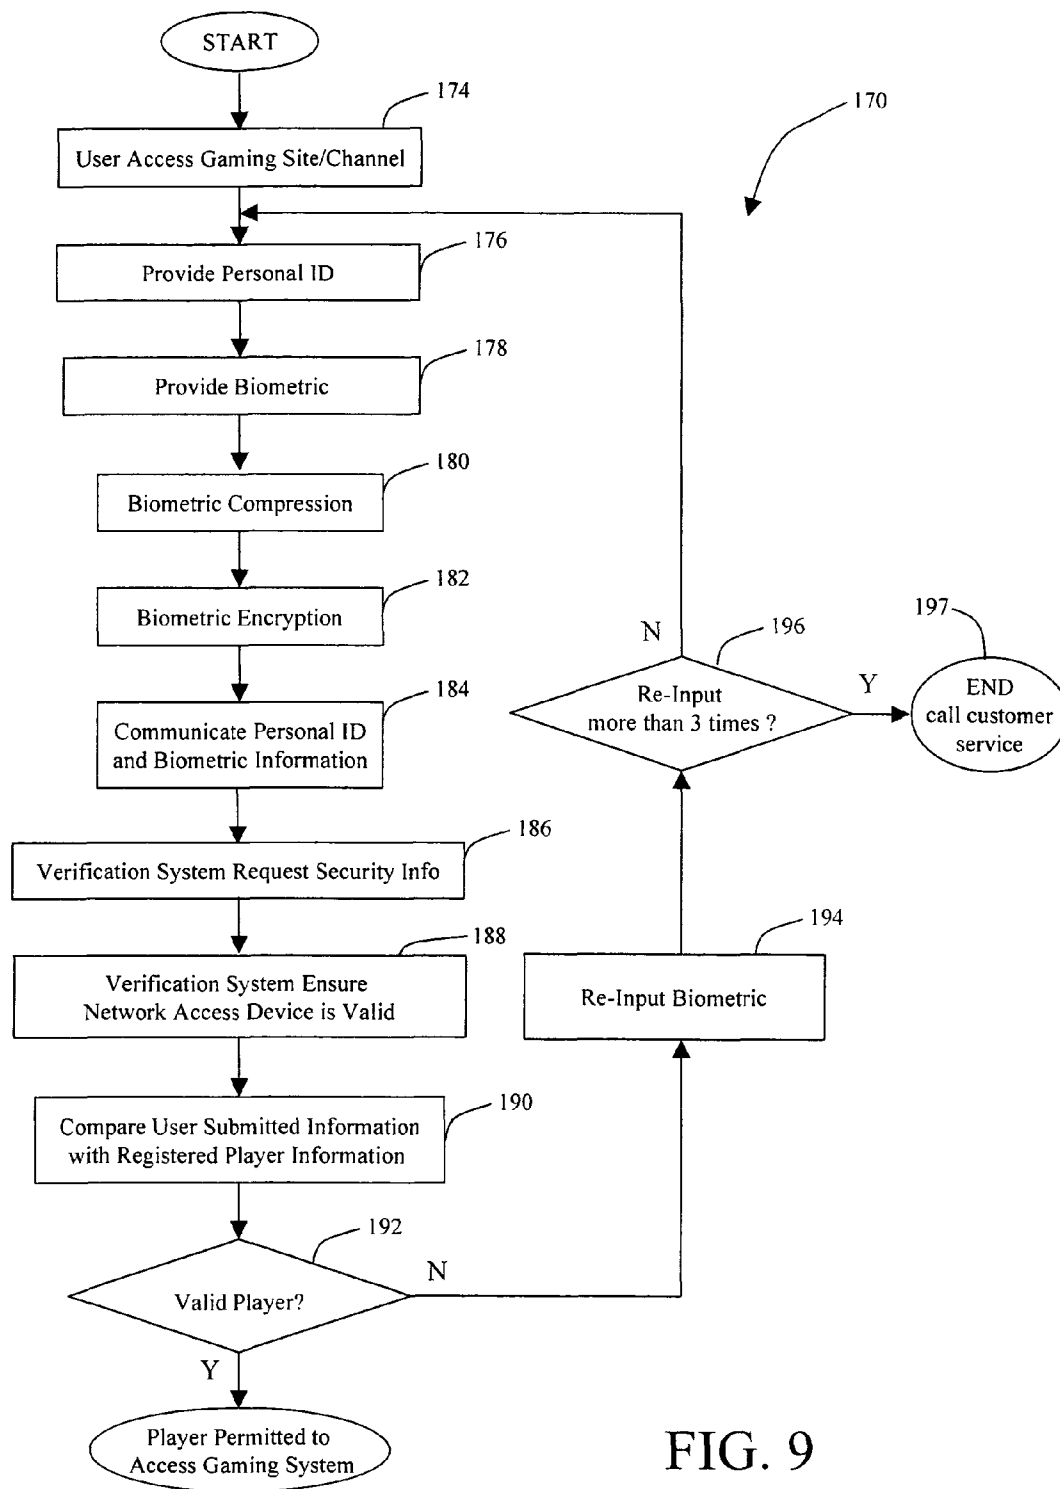 START
174
170
User Access Gaming Site/Channel
176
Provide Personal ID
178
Provide Biometric
180
Biometric Compression
182
Biometric Encryption
184
Communicate Personal ID
and Biometric Information
186
Verification System Request Security Info
188
Verification System Ensure
Network Access Device is Valid
190
Compare User Submitted Information
with Registered Player Information
192
Valid Player?
N
Y
Player Permitted to
Access Gaming System
194
Re-Input Biometric
196
Re-Input
more than 3 times ?
N
Y
197
END
call customer
service
FIG. 9